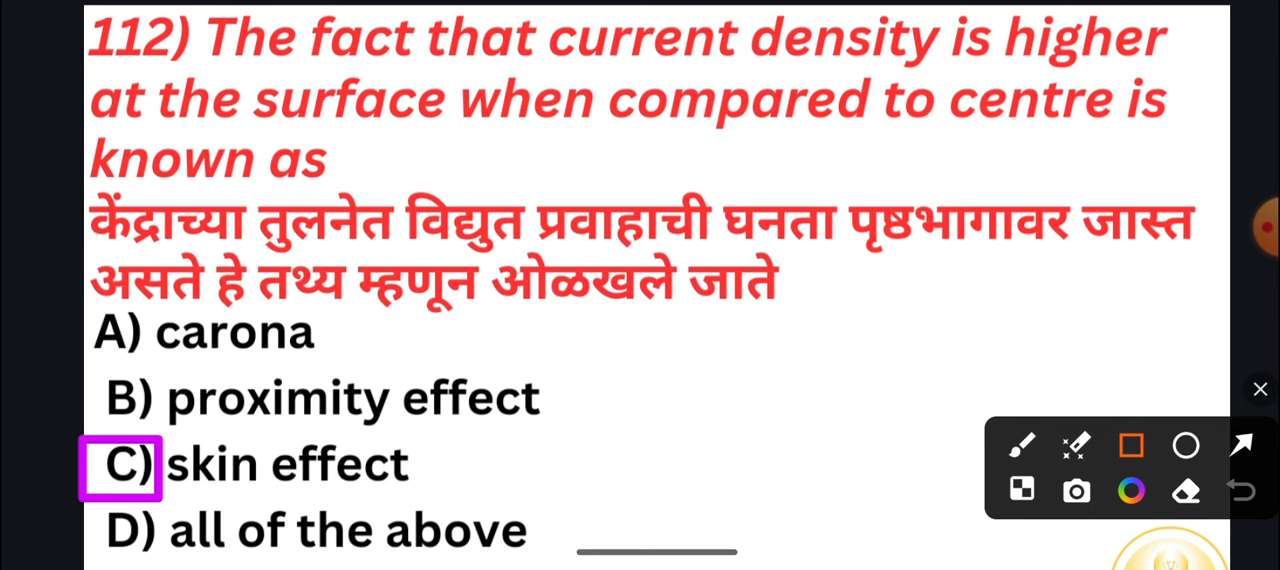 112) The fact that current density is higher
at the surface when compared to centre is
known as
केंद्राच्या तुलनेत विद्युत प्रवाहाची घनता पृष्ठभागावर जास्त
असते हे तथ्य म्हणून ओळखले जाते
A) carona
B) proximity effect
C) skin effect
D) all of the above